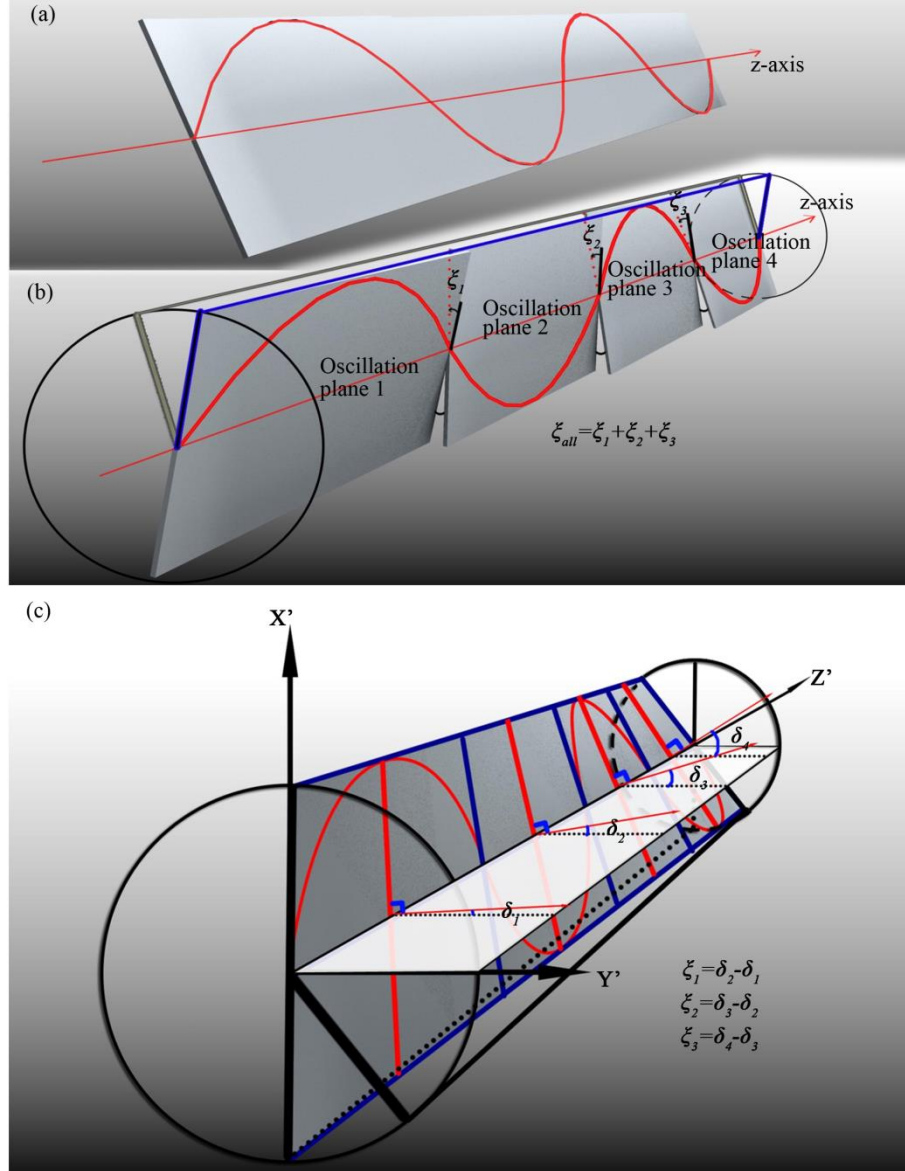 (a)
z-axis
(b)
z-axis
ξ1
ξ2
ξ3
Oscillation
plane 1
Oscillation
plane 2
Oscillation
plane 3
Oscillation
plane 4
ξall=ξ1+ξ2+ξ3
(c)
X’
Z’
δ4
δ3
δ2
δ1
Y’
ξ1=δ2-δ1
ξ2=δ3-δ2
ξ3=δ4-δ3